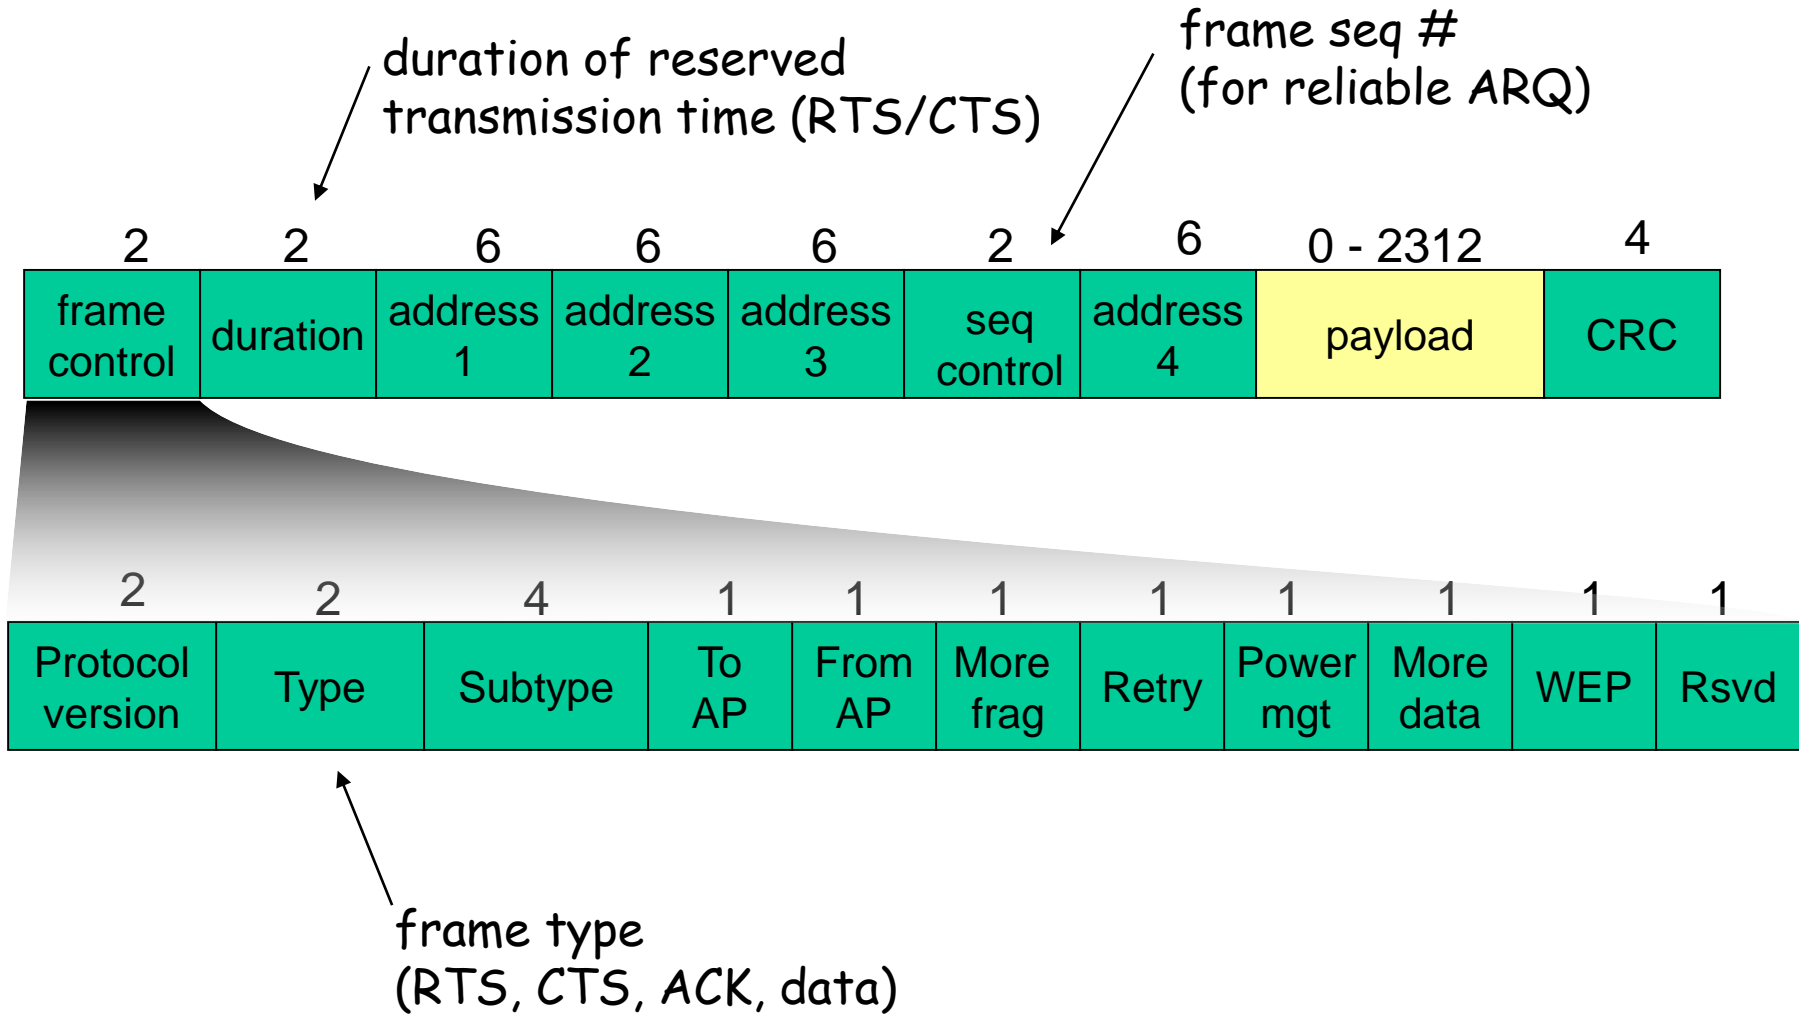 duration of reserved
transmission time (RTS/CTS)
frame seq #
(for reliable ARQ)
2 2 6 6 6 2 6 0 - 2312 4
frame control
duration
address 1
address 2
address 3
seq control
address 4
payload
CRC
2 2 4 1 1 1 1 1 1 1 1
Protocol version
Type
Subtype
To AP
From AP
More frag
Retry
Power mgt
More data
WEP
Rsvd
frame type
(RTS, CTS, ACK, data)